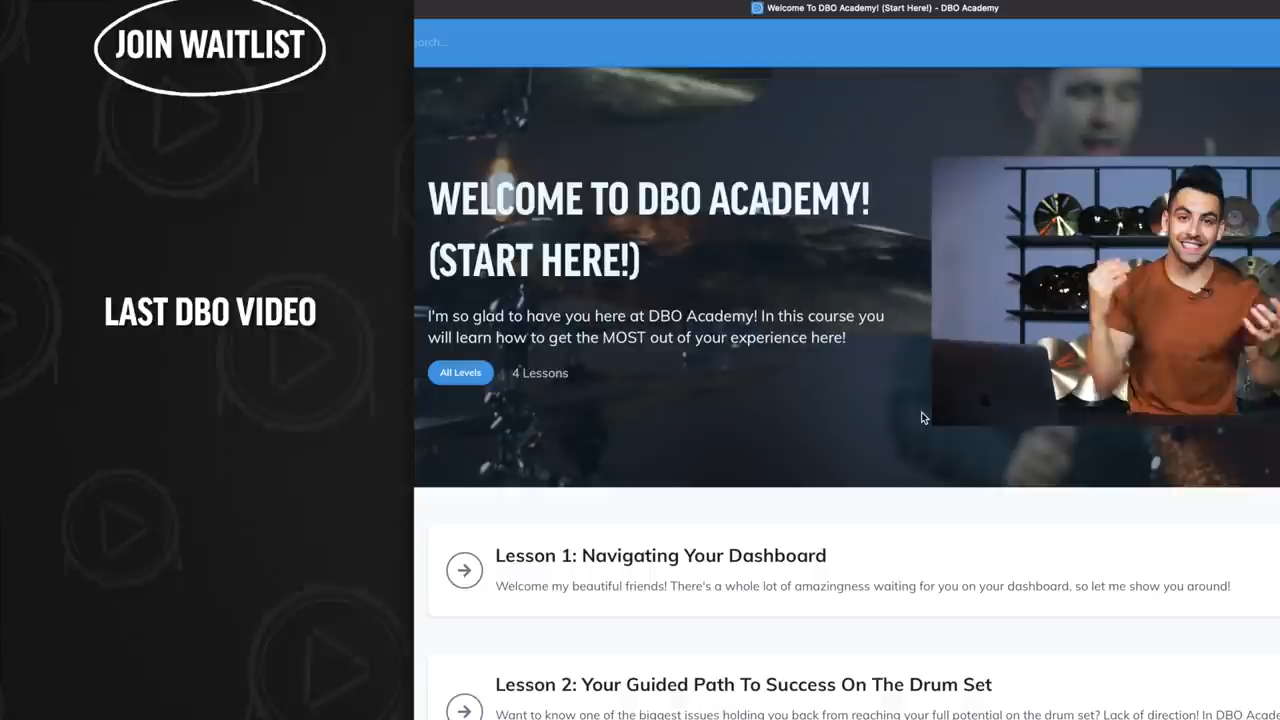 JOIN WAITLIST
LAST DBO VIDEO
Welcome To DBO Academy! (Start Here!) - DBO Academy
earch...
WELCOME TO DBO ACADEMY!
(START HERE!)
I'm so glad to have you here at DBO Academy! In this course you
will learn how to get the MOST out of your experience here!
All Levels | 4 Lessons
Lesson 1: Navigating Your Dashboard
Welcome my beautiful friends! There's a whole lot of amazingness waiting for you on your dashboard, so let me show you around!
Lesson 2: Your Guided Path To Success On The Drum Set
Want to know one of the biggest issues holding you back from reaching your full potential on the drum set? Lack of direction! In DBO Acade